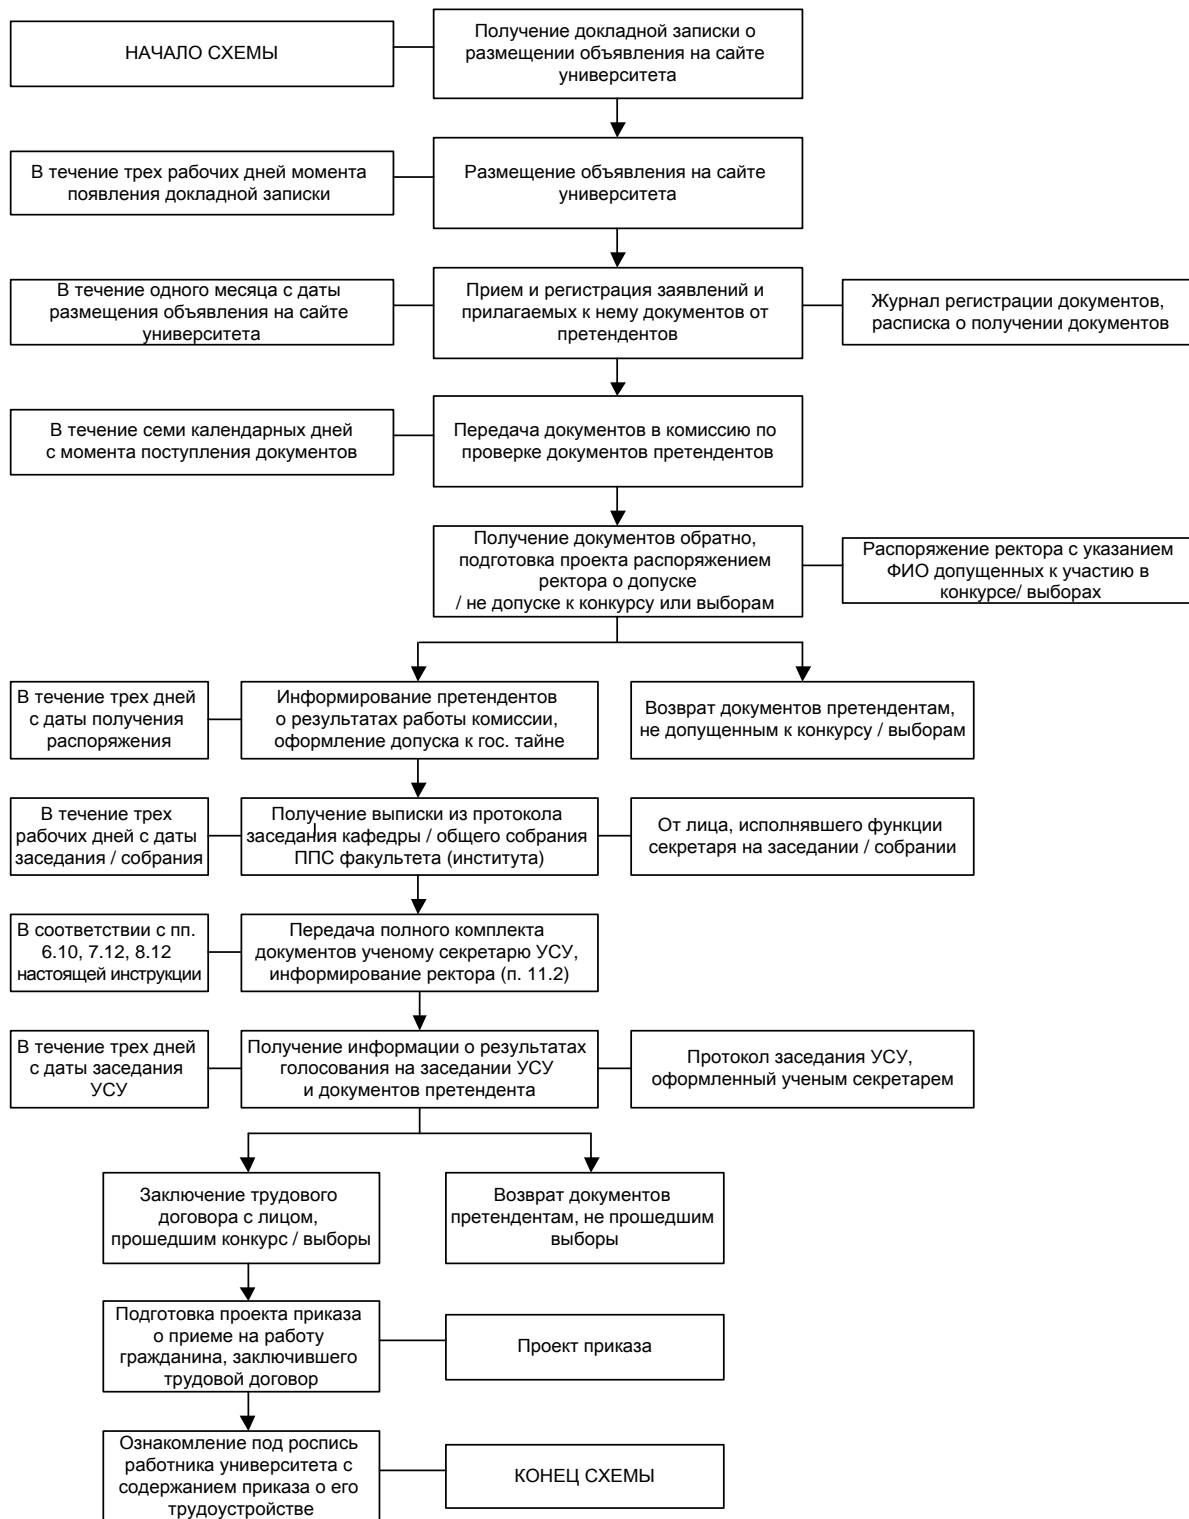 НАЧАЛО СХЕМЫ
Получение докладной записки о
размещении объявления на сайте
университета
В течение трех рабочих дней момента
появления докладной записки
Размещение объявления на сайте
университета
В течение одного месяца с даты
размещения объявления на сайте
университета
Прием и регистрация заявлений и
прилагаемых к нему документов от
претендентов
Журнал регистрации документов,
расписка о получении документов
В течение семи календарных дней
с момента поступления документов
Передача документов в комиссию по
проверке документов претендентов
Получение документов обратно,
подготовка проекта распоряжением
ректора о допуске
/ не допуске к конкурсу или выборам
Распоряжение ректора с указанием
ФИО допущенных к участию в
конкурсе/ выборах
В течение трех дней
с даты получения
распоряжения
Информирование претендентов
о результатах работы комиссии,
оформление допуска к гос. тайне
Возврат документов претендентам,
не допущенным к конкурсу / выборам
В течение трех
рабочих дней с даты
заседания / собрания
Получение выписки из протокола
заседания кафедры / общего собрания
ППС факультета (института)
От лица, исполнявшего функции
секретаря на заседании / собрании
В соответствии с пп.
6.10, 7.12, 8.12
настоящей инструкции
Передача полного комплекта
документов ученому секретарю УСУ,
информирование ректора (п. 11.2)
В течение трех дней
с даты заседания
УСУ
Получение информации о результатах
голосования на заседании УСУ
и документов претендента
Протокол заседания УСУ,
оформленный ученым секретарем
Заключение трудового
договора с лицом,
прошедшим конкурс / выборы
Возврат документов
претендентам, не прошедшим
выборы
Подготовка проекта приказа
о приеме на работу
гражданина, заключившего
трудовой договор
Проект приказа
Ознакомление под роспись
работника университета с
содержанием приказа о его
трудоустройстве
КОНЕЦ СХЕМЫ